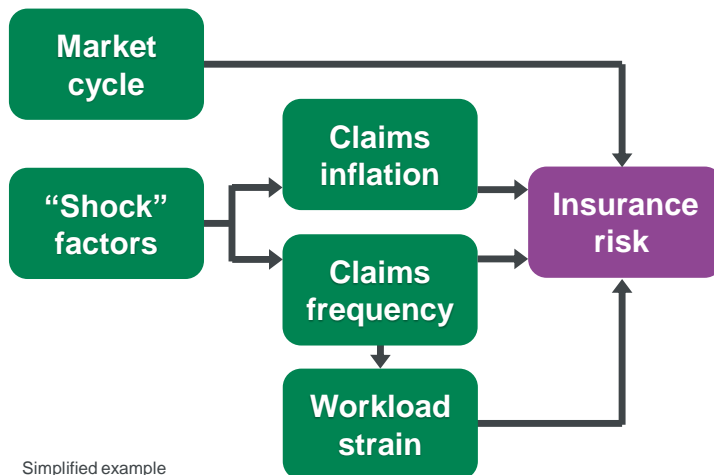 Market
cycle
Claims
inflation
“Shock”
factors
Insurance
risk
Claims
frequency
Workload
strain
Simplified example